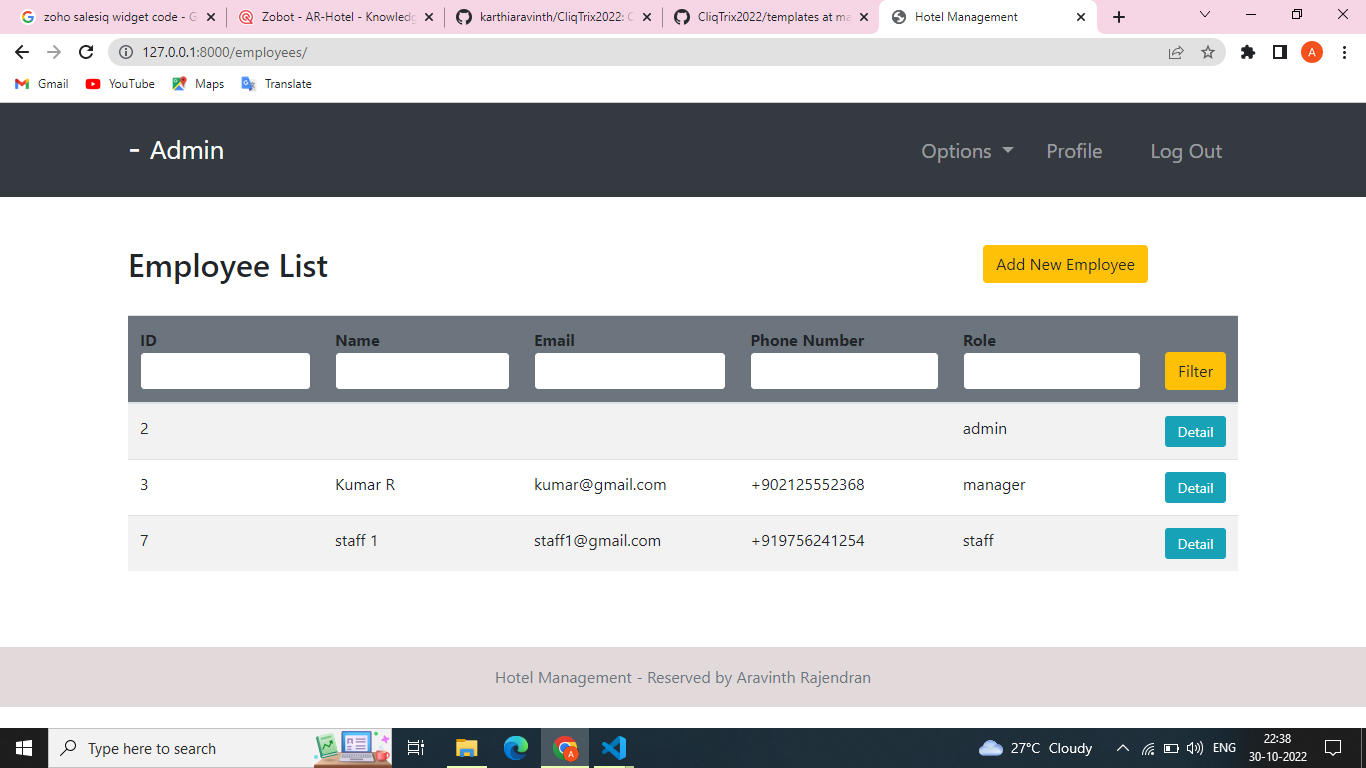 zoho salesiq widget code - G
Zobot - AR-Hotel - Knowledg
karthiaravinth/CliqTrix2022: C
CliqTrix2022/templates at ma
Hotel Management
127.0.0.1:8000/employees/
A
Gmail
YouTube
Maps
Translate
- Admin
Options
Profile
Log Out
Employee List
Add New Employee
ID Name Email Phone Number Role
Filter
2 admin Detail
3 Kumar R kumar@gmail.com +902125552368 manager Detail
7 staff 1 staff1@gmail.com +919756241254 staff Detail
Hotel Management - Reserved by Aravinth Rajendran
Type here to search
27°C Cloudy
ENG
22:38
30-10-2022